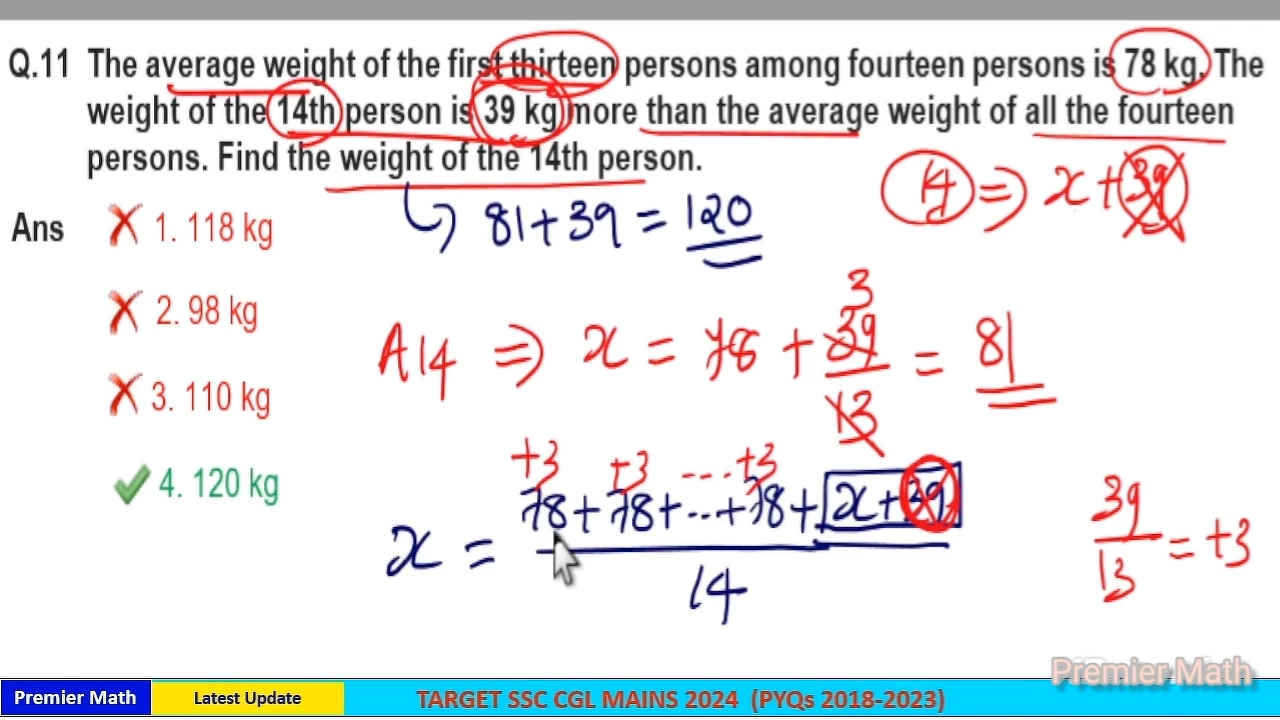 Q.11 The average weight of the first thirteen persons among fourteen persons is 78 kg. The
weight of the 14th person is 39 kg more than the average weight of all the fourteen
persons. Find the weight of the 14th person.
14 ⇒ x + 39
Ans 1. 118 kg
81 + 39 = 120
2. 98 kg
A14 ⇒ x = 78 + 39/13 = 81
3
3. 110 kg
+3 +3 ... +3
4. 120 kg
x = 78 + 78 + .. + 78 + x + 39 / 14
39/13 = +3
Premier Math
Premier Math Latest Update TARGET SSC CGL MAINS 2024 (PYQs 2018-2023)